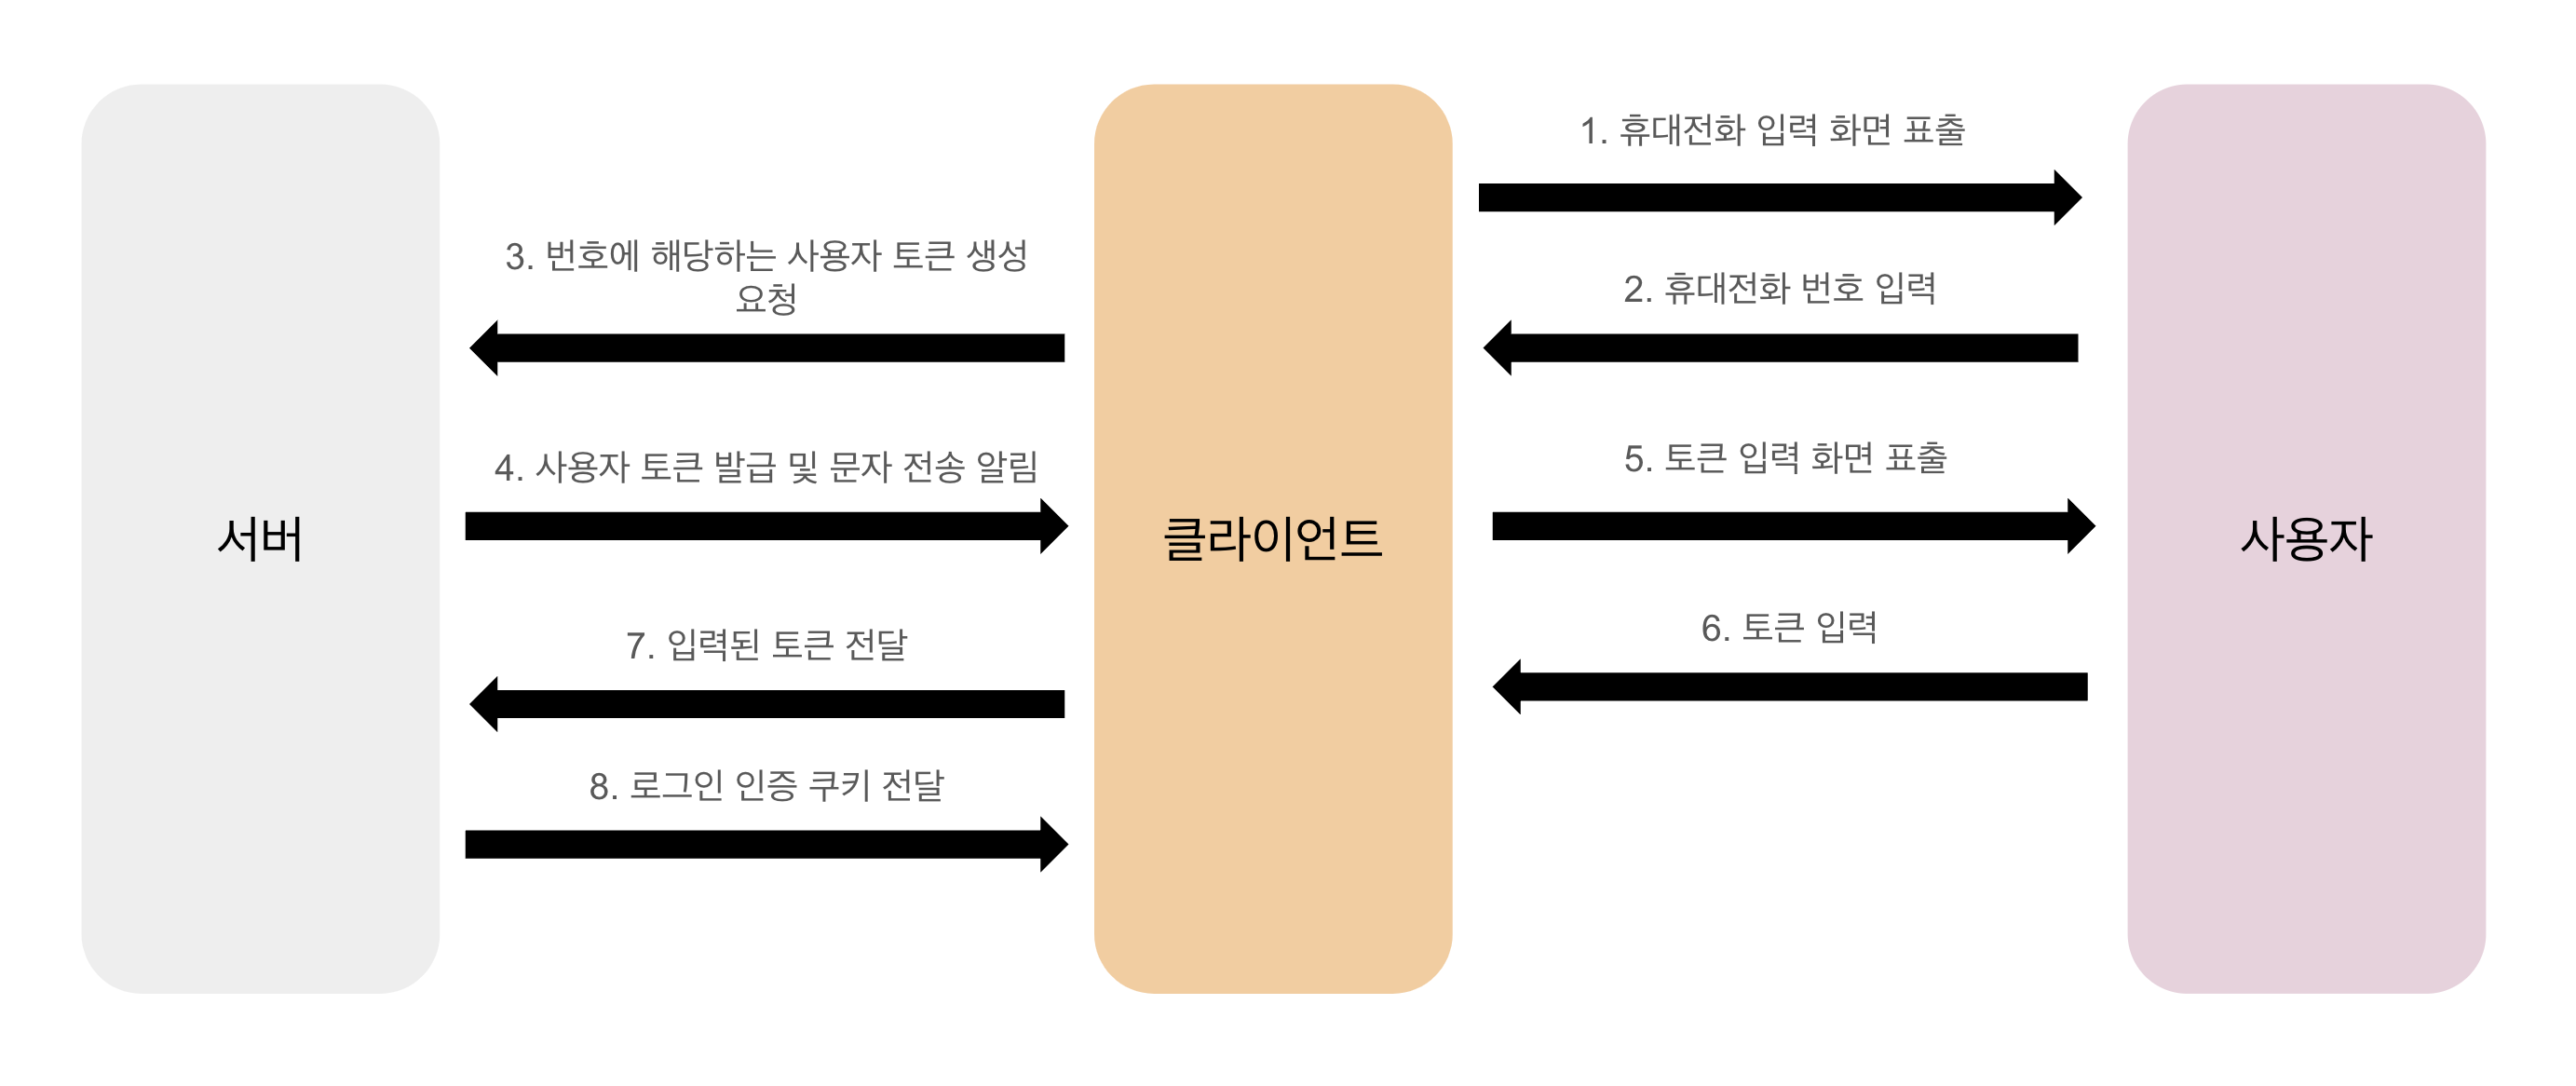 1. 휴대전화 입력 화면 표출
3. 번호에 해당하는 사용자 토큰 생성
요청
2. 휴대전화 번호 입력
4. 사용자 토큰 발급 및 문자 전송 알림
5. 토큰 입력 화면 표출
서버
클라이언트
사용자
7. 입력된 토큰 전달
6. 토큰 입력
8. 로그인 인증 쿠키 전달